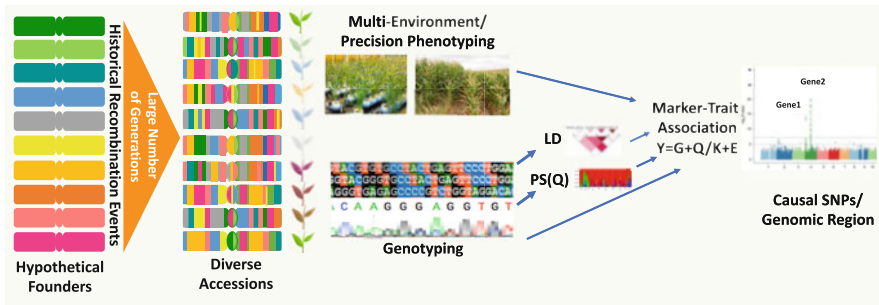 Historical Recombination Events
Large Number
of Generations
Hypothetical
Founders
Diverse
Accessions
Multi-Environment/
Precision Phenotyping
CAAGGGAGGTGT
Genotyping
LD
PS(Q)
Marker-Trait
Association
Y=G+Q/K+E
Gene2
Gene1
Causal SNPs/
Genomic Region